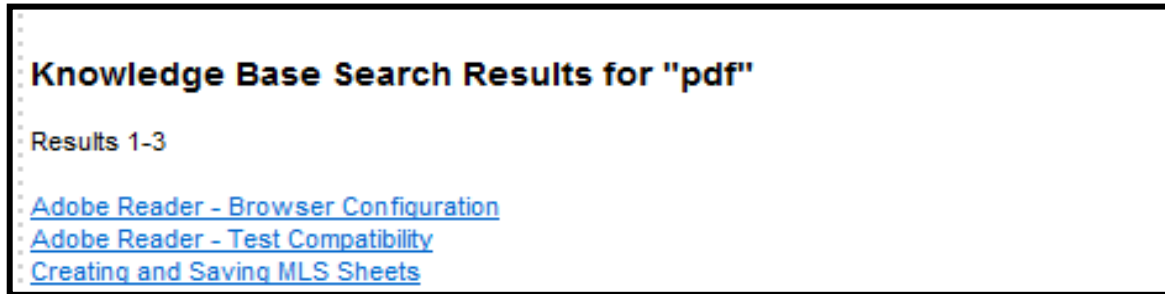 Knowledge Base Search Results for "pdf"
Results 1-3
Adobe Reader - Browser Configuration
Adobe Reader - Test Compatibility
Creating and Saving MLS Sheets